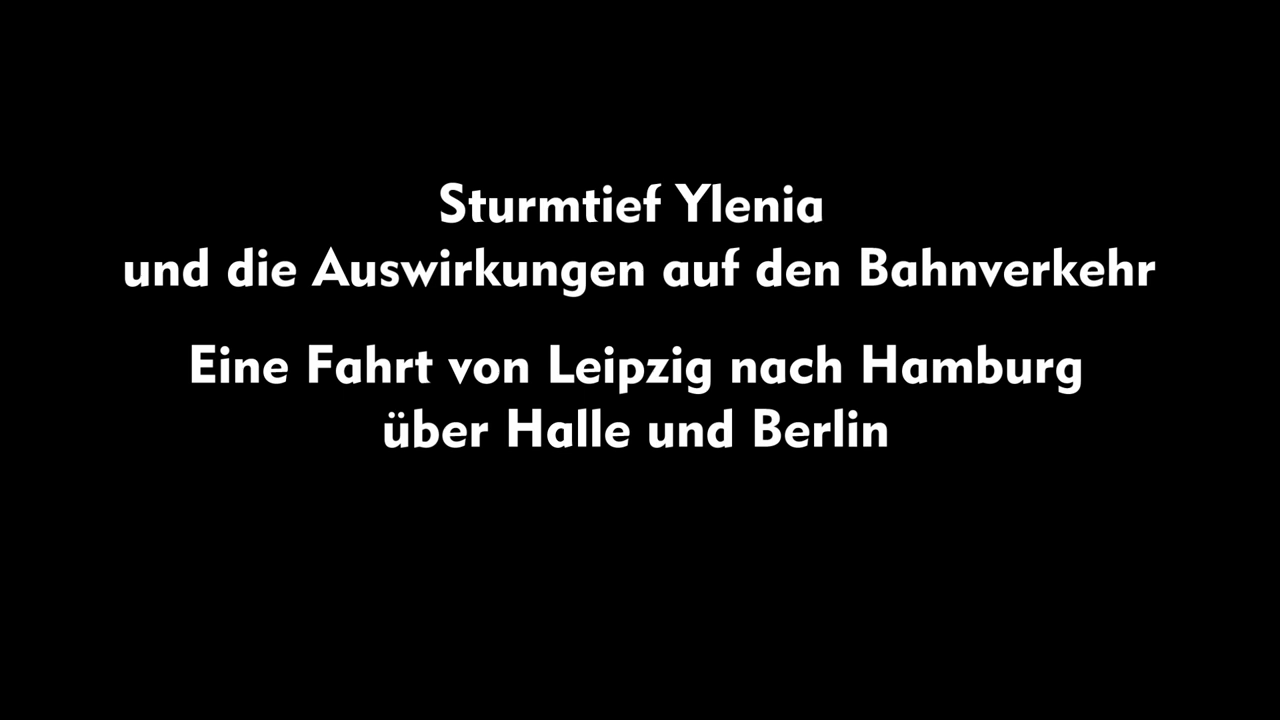 Sturmtief Ylenia
und die Auswirkungen auf den Bahnverkehr
Eine Fahrt von Leipzig nach Hamburg
über Halle und Berlin